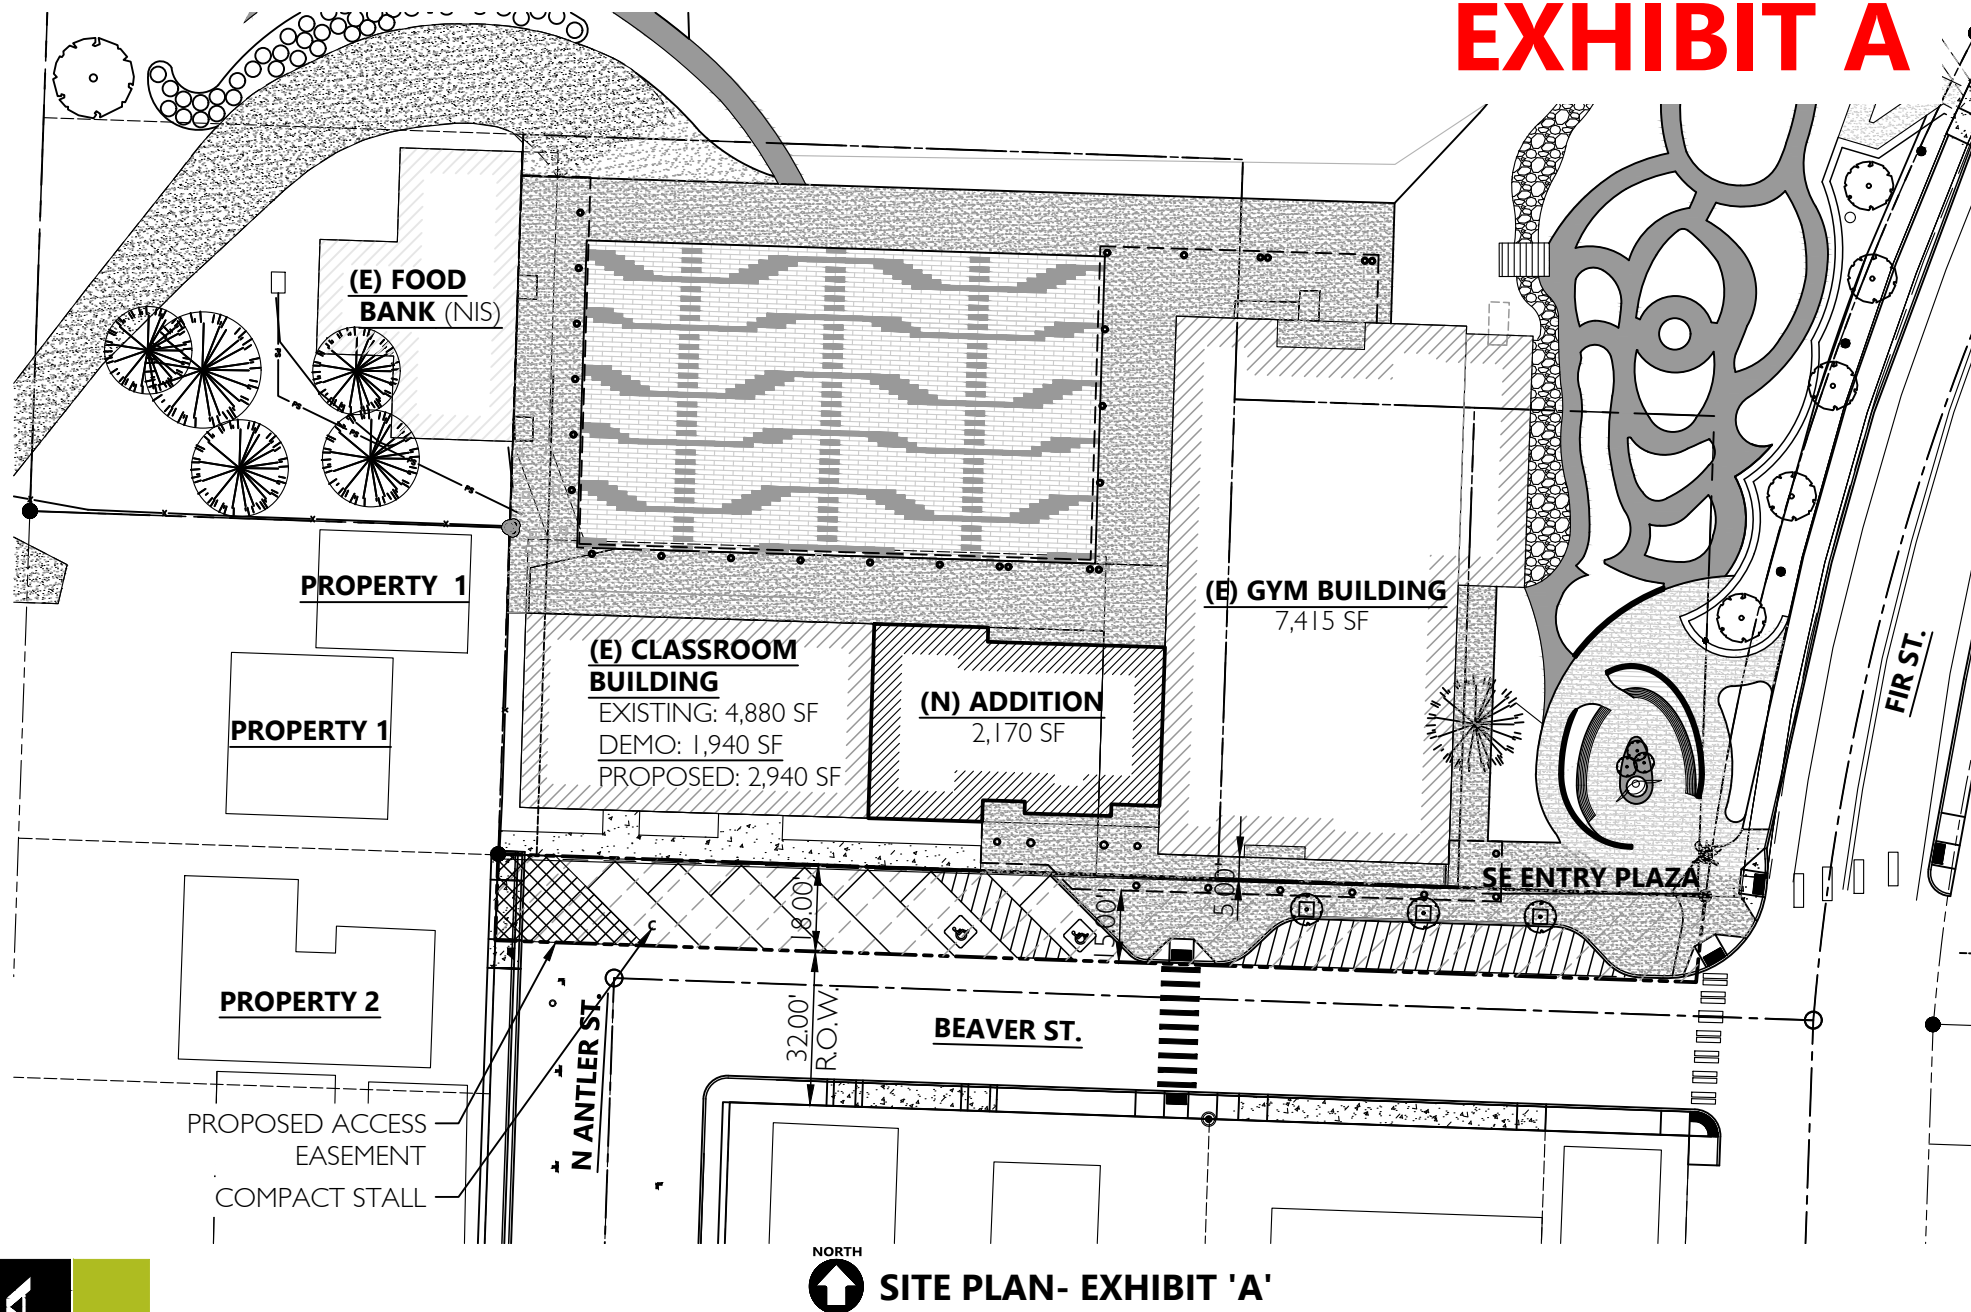 EXHIBIT A
(E) FOOD
BANK (NIS)
PROPERTY 1
(E) GYM BUILDING
7,415 SF
(E) CLASSROOM
BUILDING
EXISTING: 4,880 SF
DEMO: 1,940 SF
PROPOSED: 2,940 SF
(N) ADDITION
2,170 SF
FIR ST.
PROPERTY 1
SE ENTRY PLAZA
18.00'
15.00'
5.00'
C
PROPERTY 2
32.00'
R.O.W.
BEAVER ST.
N ANTLER ST.
PROPOSED ACCESS
EASEMENT
COMPACT STALL
NORTH
SITE PLAN- EXHIBIT 'A'